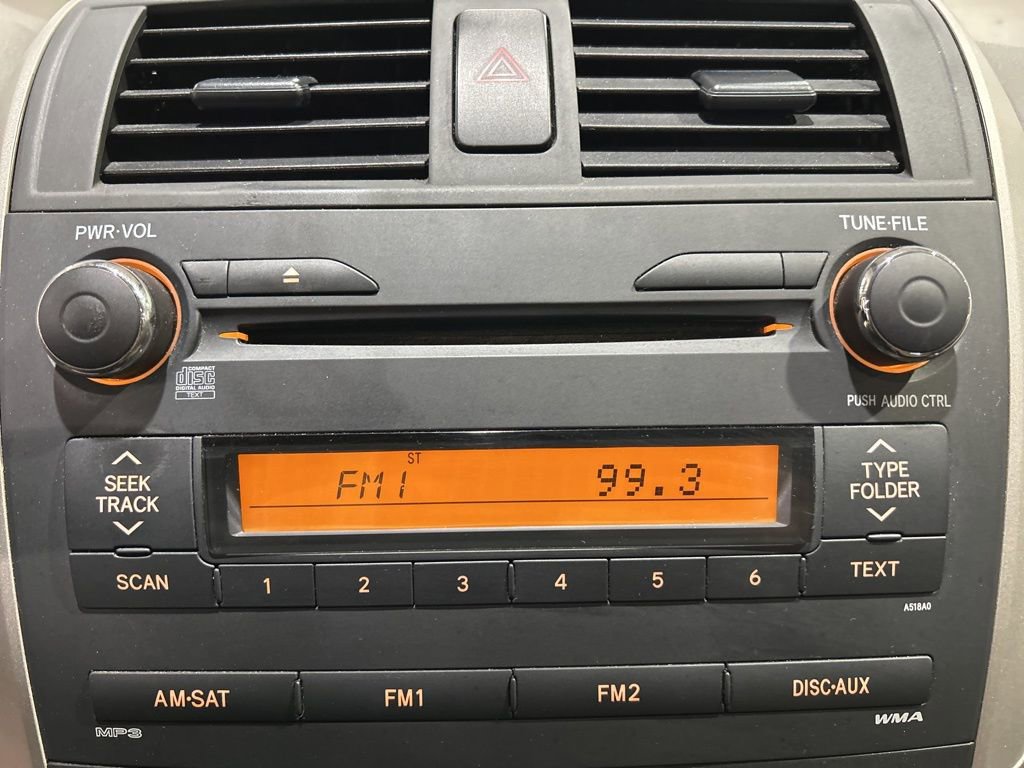 PWR·VOL
TUNE·FILE
COMPACT
disc
DIGITAL AUDIO
TEXT
PUSH AUDIO CTRL
SEEK
TRACK
ST
FM1 99.3
TYPE
FOLDER
SCAN
1 2 3 4 5 6
TEXT
A518A0
AM·SAT
FM1
FM2
DISC·AUX
MP3
WMA